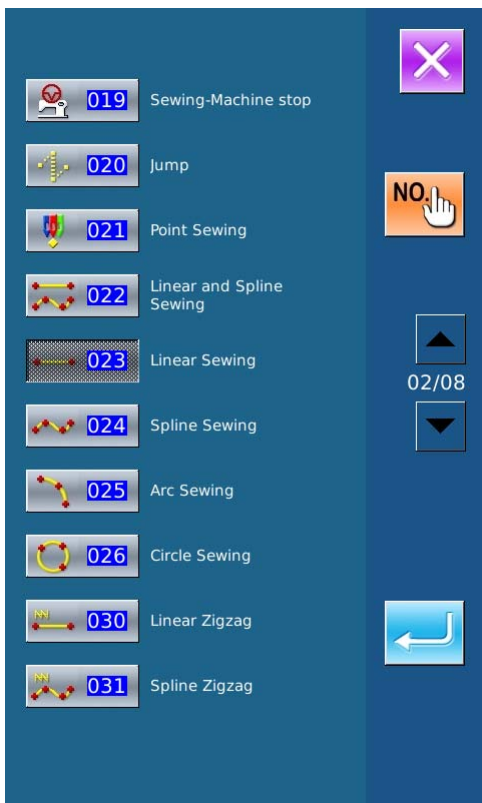 019 Sewing-Machine stop
NO.
020 Jump
021 Point Sewing
022 Linear and Spline
Sewing
023 Linear Sewing
02/08
024 Spline Sewing
025 Arc Sewing
026 Circle Sewing
030 Linear Zigzag
031 Spline Zigzag